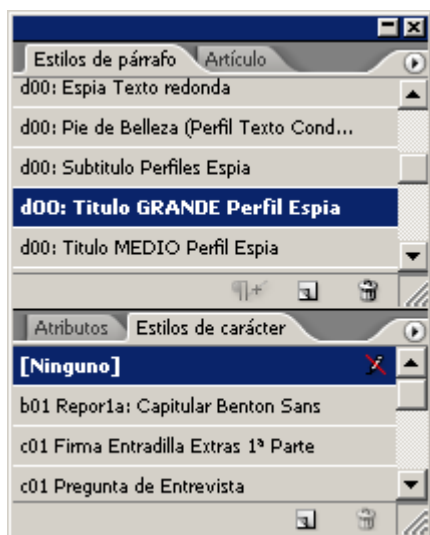 Estilos de párrafo Artículo
d00: Espia Texto redonda
d00: Pie de Belleza (Perfil Texto Cond...
d00: Subtitulo Perfiles Espia
d00: Titulo GRANDE Perfil Espia
d00: Titulo MEDIO Perfil Espia
Atributos Estilos de carácter
[Ninguno]
b01 Repor1a: Capitular Benton Sans
c01 Firma Entradilla Extras 1ª Parte
c01 Pregunta de Entrevista